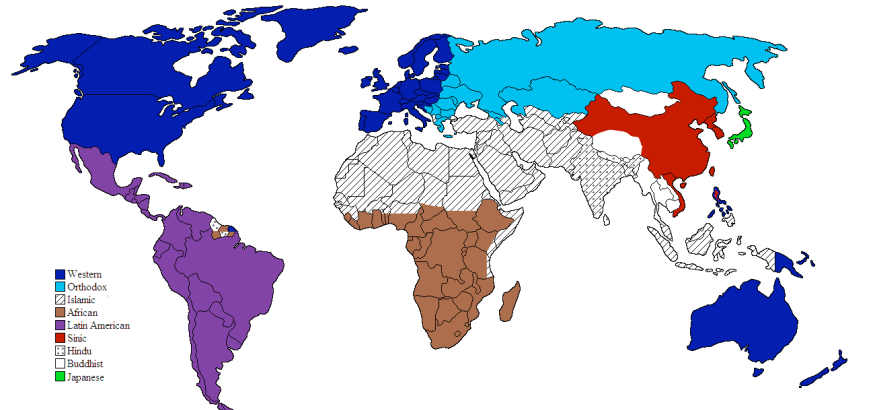 Western
Orthodox
Islamic
African
Latin American
Sinic
Hindu
Buddhist
Japanese